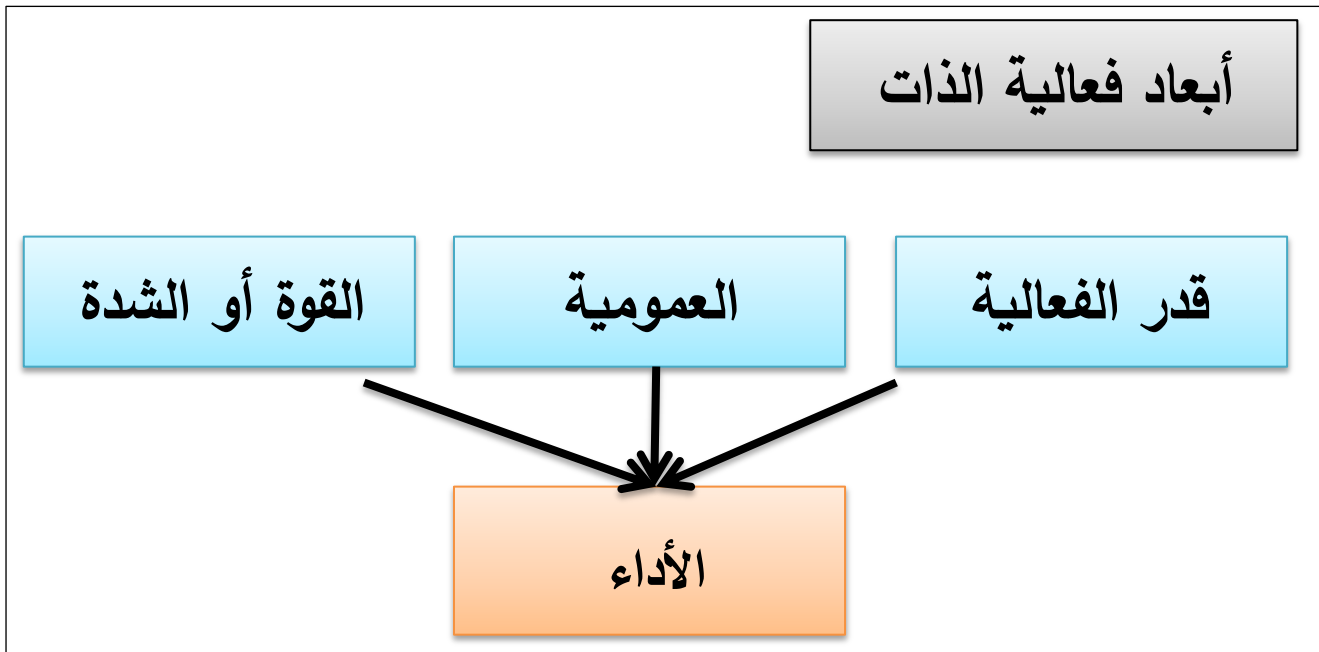 أبعاد فعالية الذات
قدر الفعالية
العمومية
القوة أو الشدة
الأداء